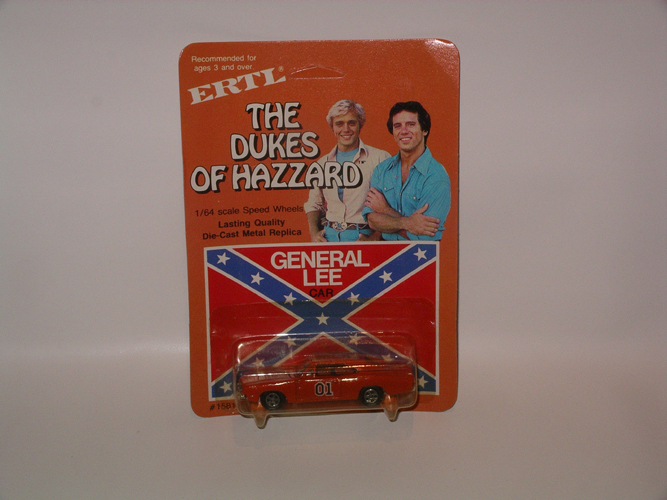 Recommended for
ages 3 and over
ERTL®
THE
DUKES
OF HAZZARD
1/64 scale Speed Wheels
Lasting Quality
Die-Cast Metal Replica
GENERAL
LEE
CAR
01